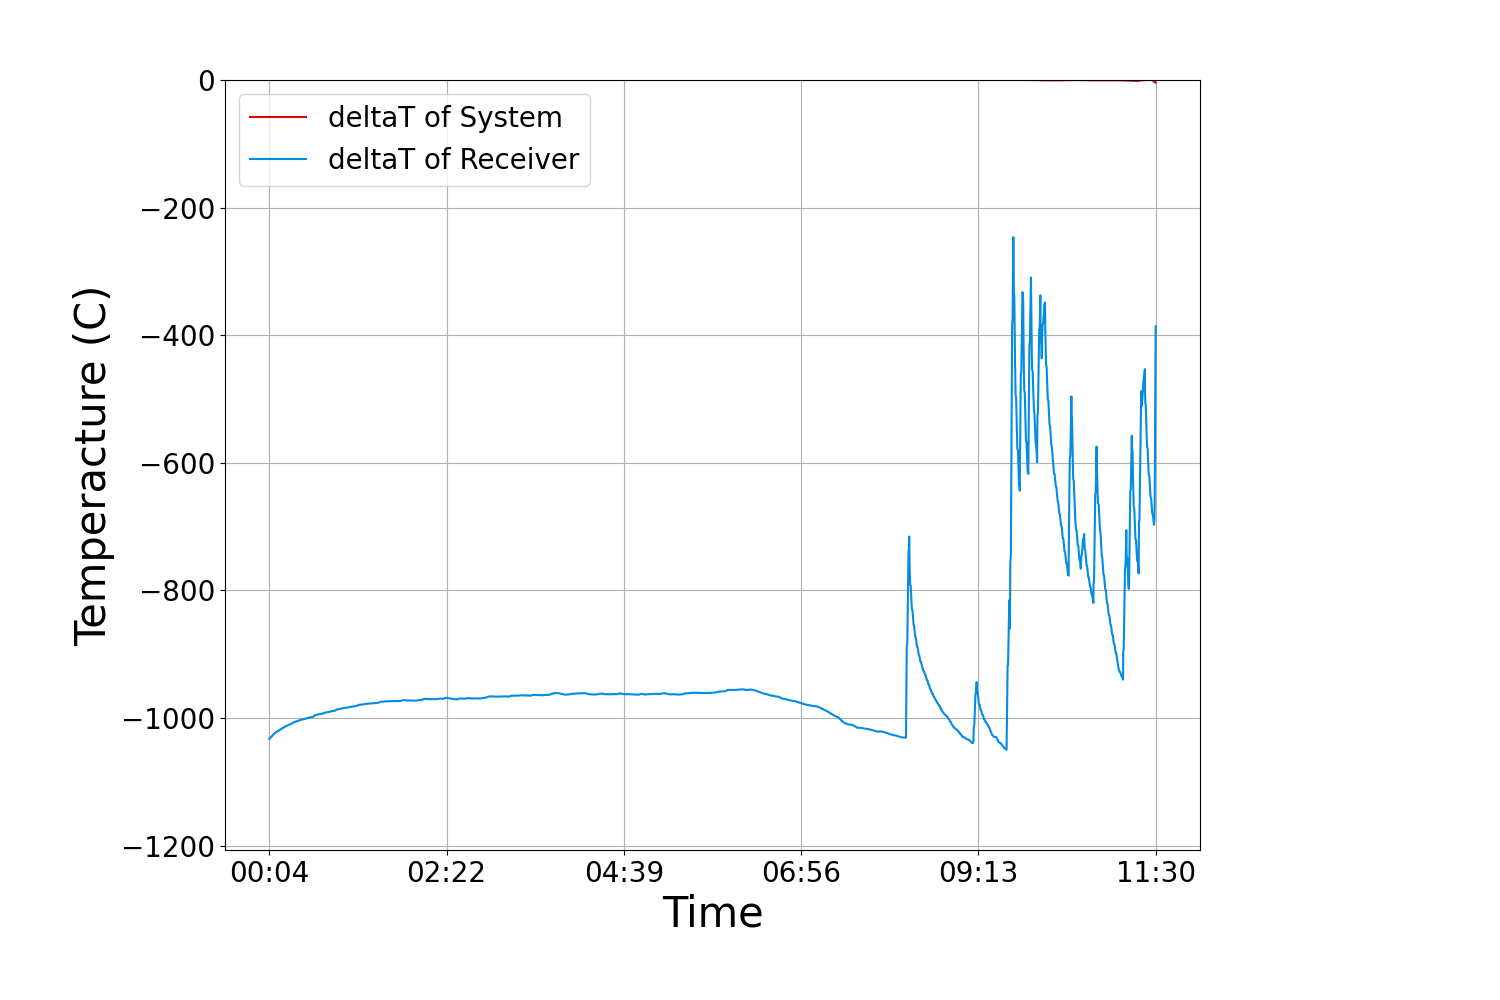 deltaT of System
deltaT of Receiver
Temperacture (C)
0
−200
−400
−600
−800
−1000
−1200
00:04 02:22 04:39 06:56 09:13 11:30
Time